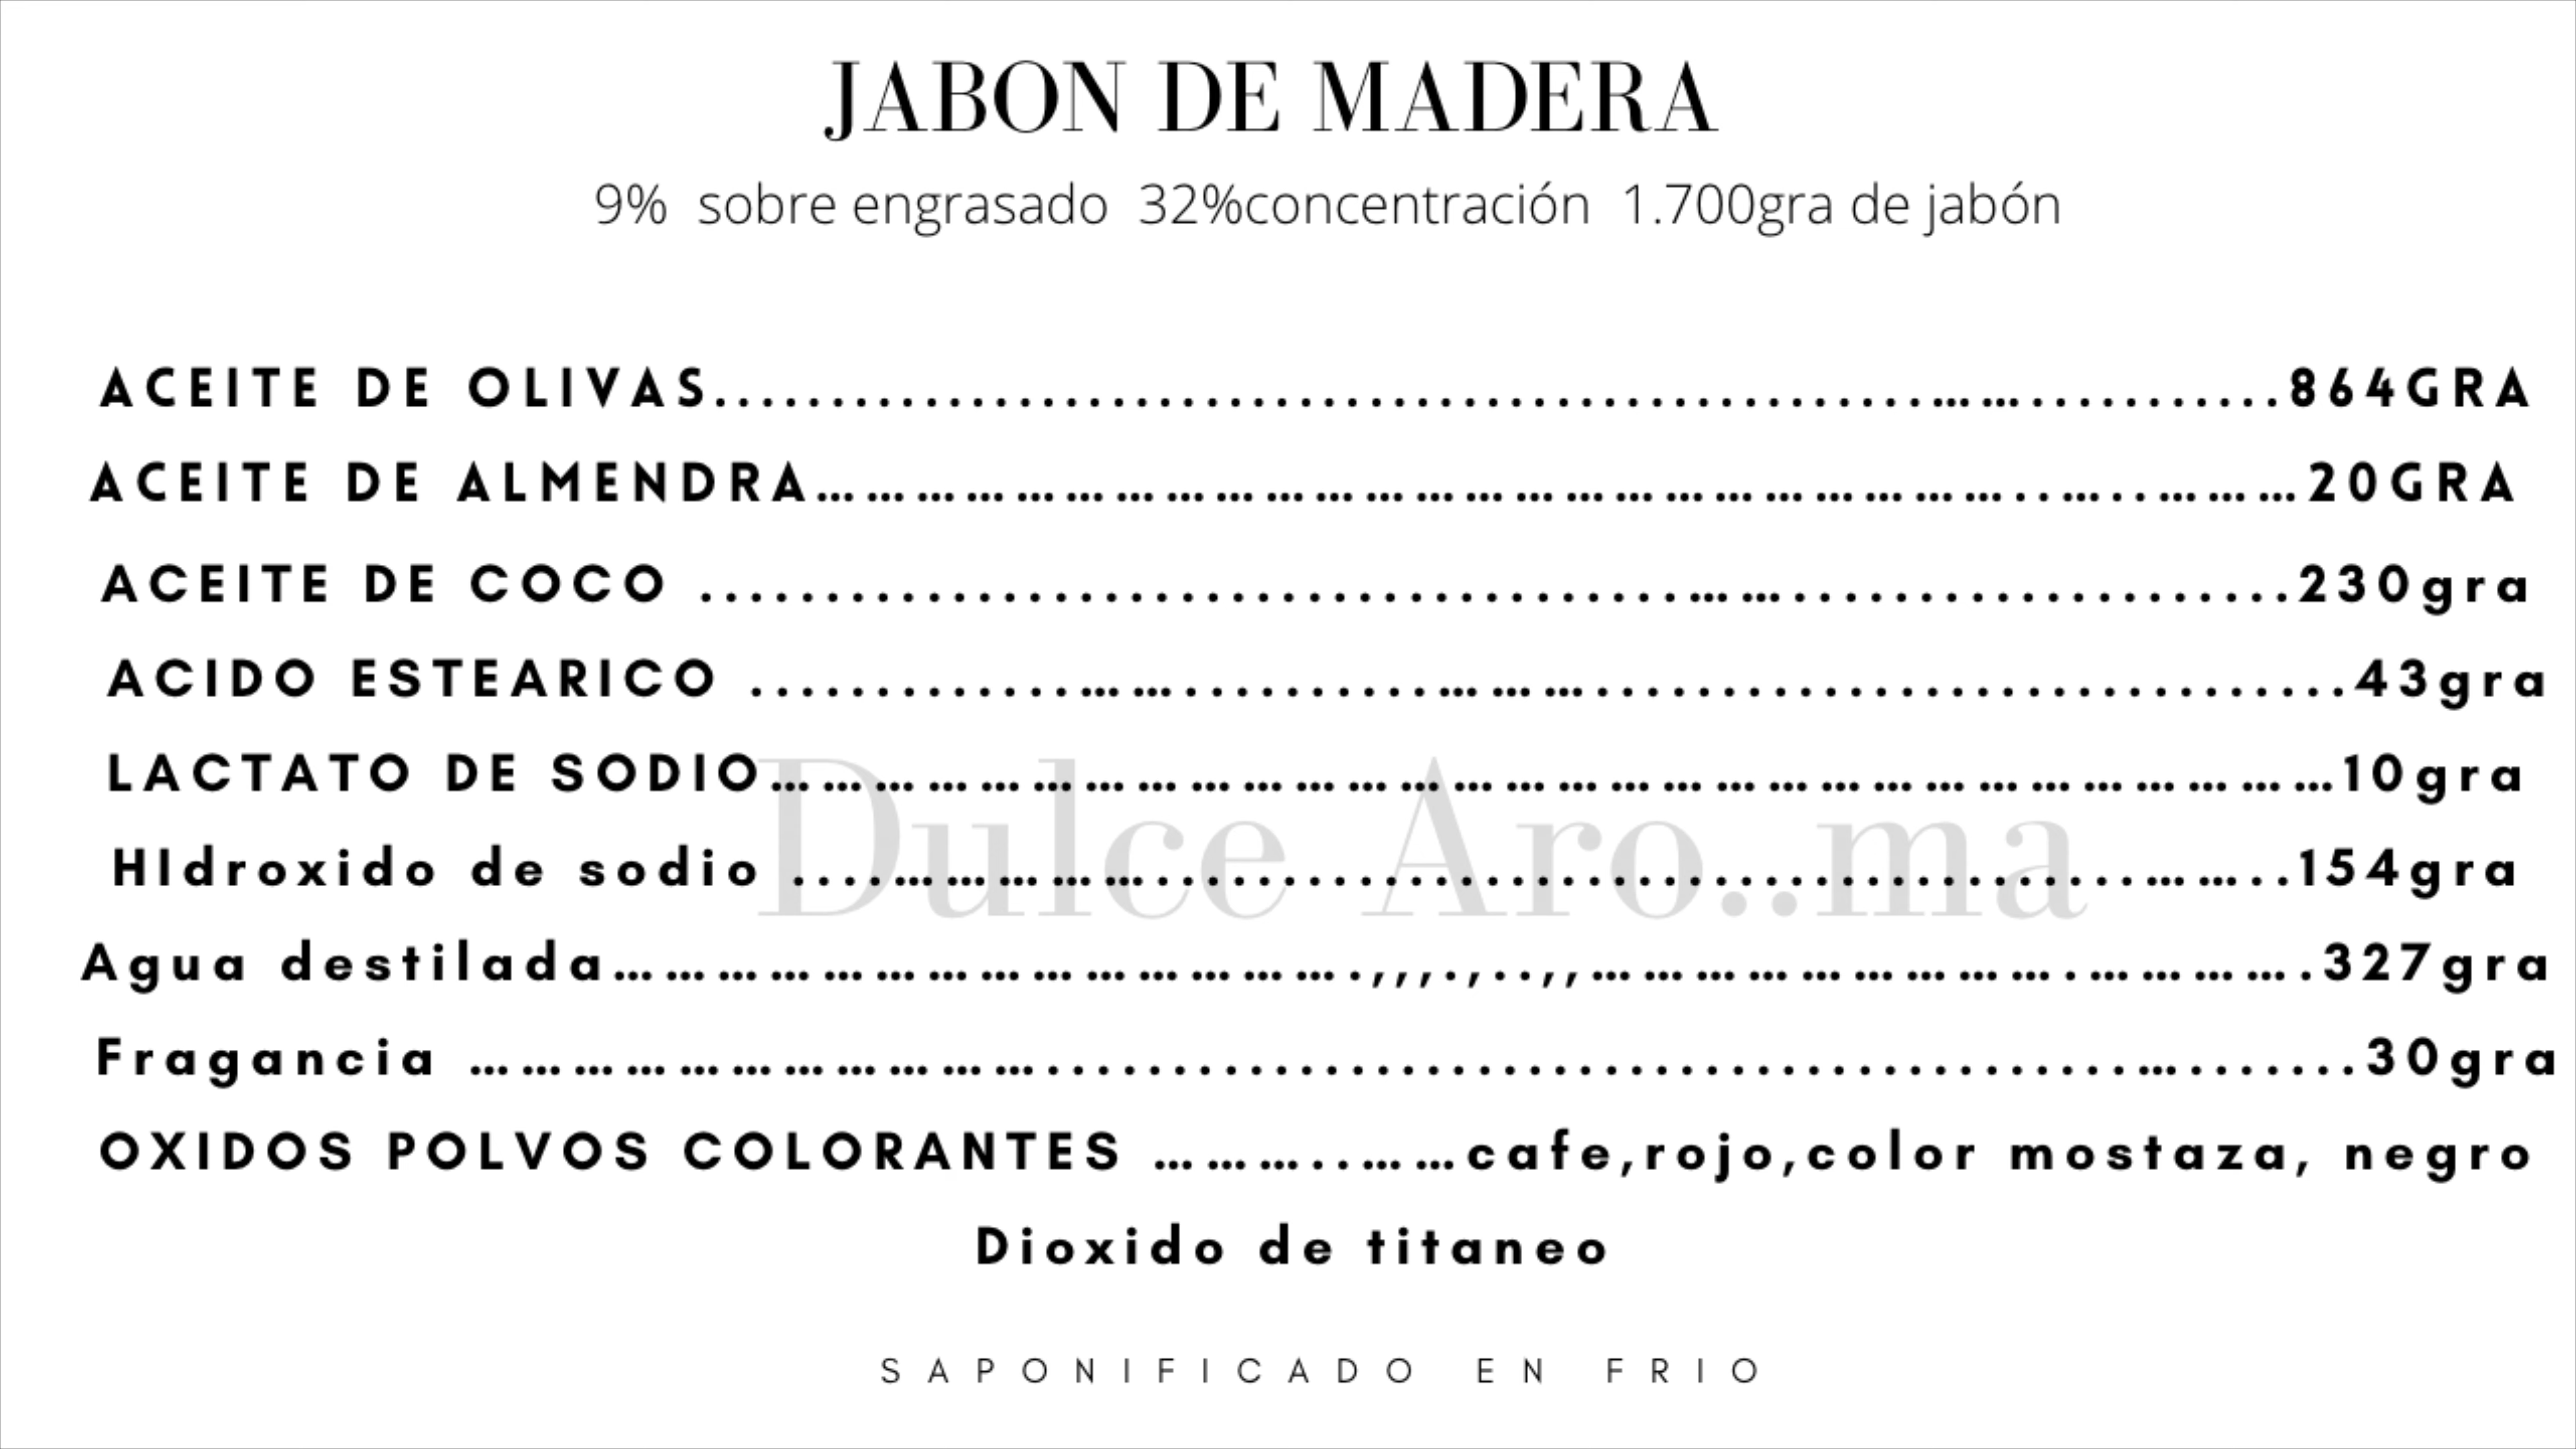 JABON DE MADERA
9% sobre engrasado 32%concentración 1.700gra de jabón
ACEITE DE OLIVAS....................................................……...........864GRA
ACEITE DE ALMENDRA……………………………………………………………………..…..………20GRA
ACEITE DE COCO .......................................……....................230gra
ACIDO ESTEARICO .............……..........………..............................43gra
LACTATO DE SODIO………………………………………………………………………………………10gra
HIdroxido de sodio ....……………......................................……..154gra
Agua destilada……………………………………….,,,.,..,,……………………….………….327gra
Fragancia ……………………………..........................................….......30gra
OXIDOS POLVOS COLORANTES ………..……cafe,rojo,color mostaza, negro
Dioxido de titaneo
SAPONIFICADO EN FRIO
Dulce Aro..ma